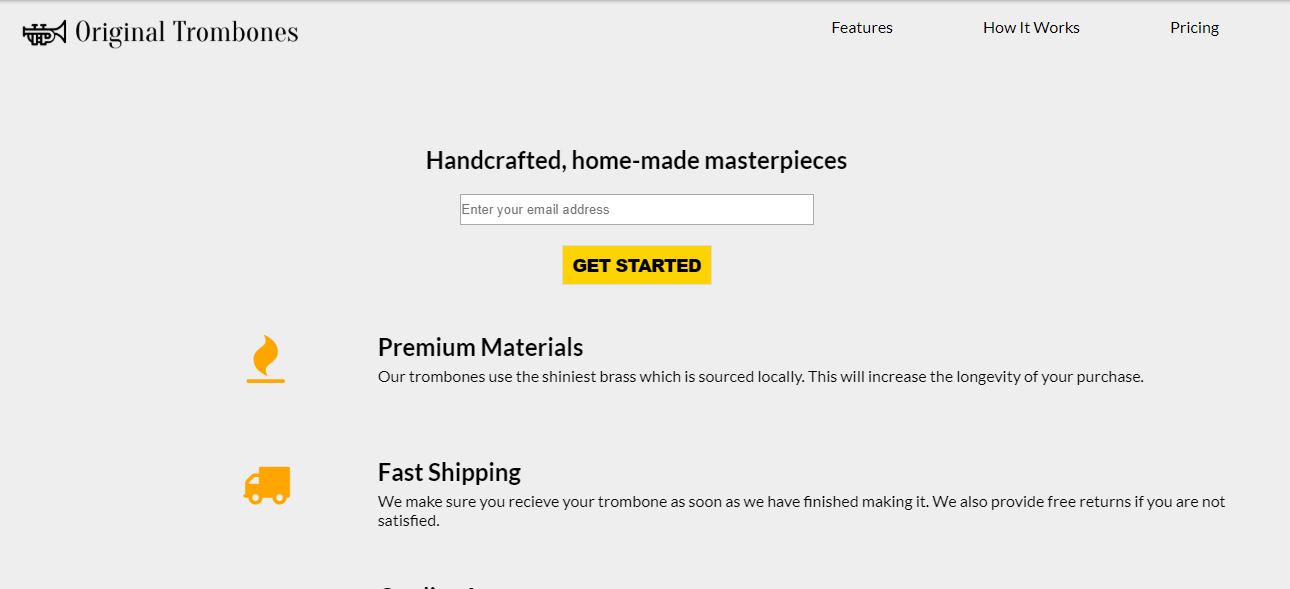 Original Trombones
Features
How It Works
Pricing
Handcrafted, home-made masterpieces
Enter your email address
GET STARTED
Premium Materials
Our trombones use the shiniest brass which is sourced locally. This will increase the longevity of your purchase.
Fast Shipping
We make sure you recieve your trombone as soon as we have finished making it. We also provide free returns if you are not
satisfied.